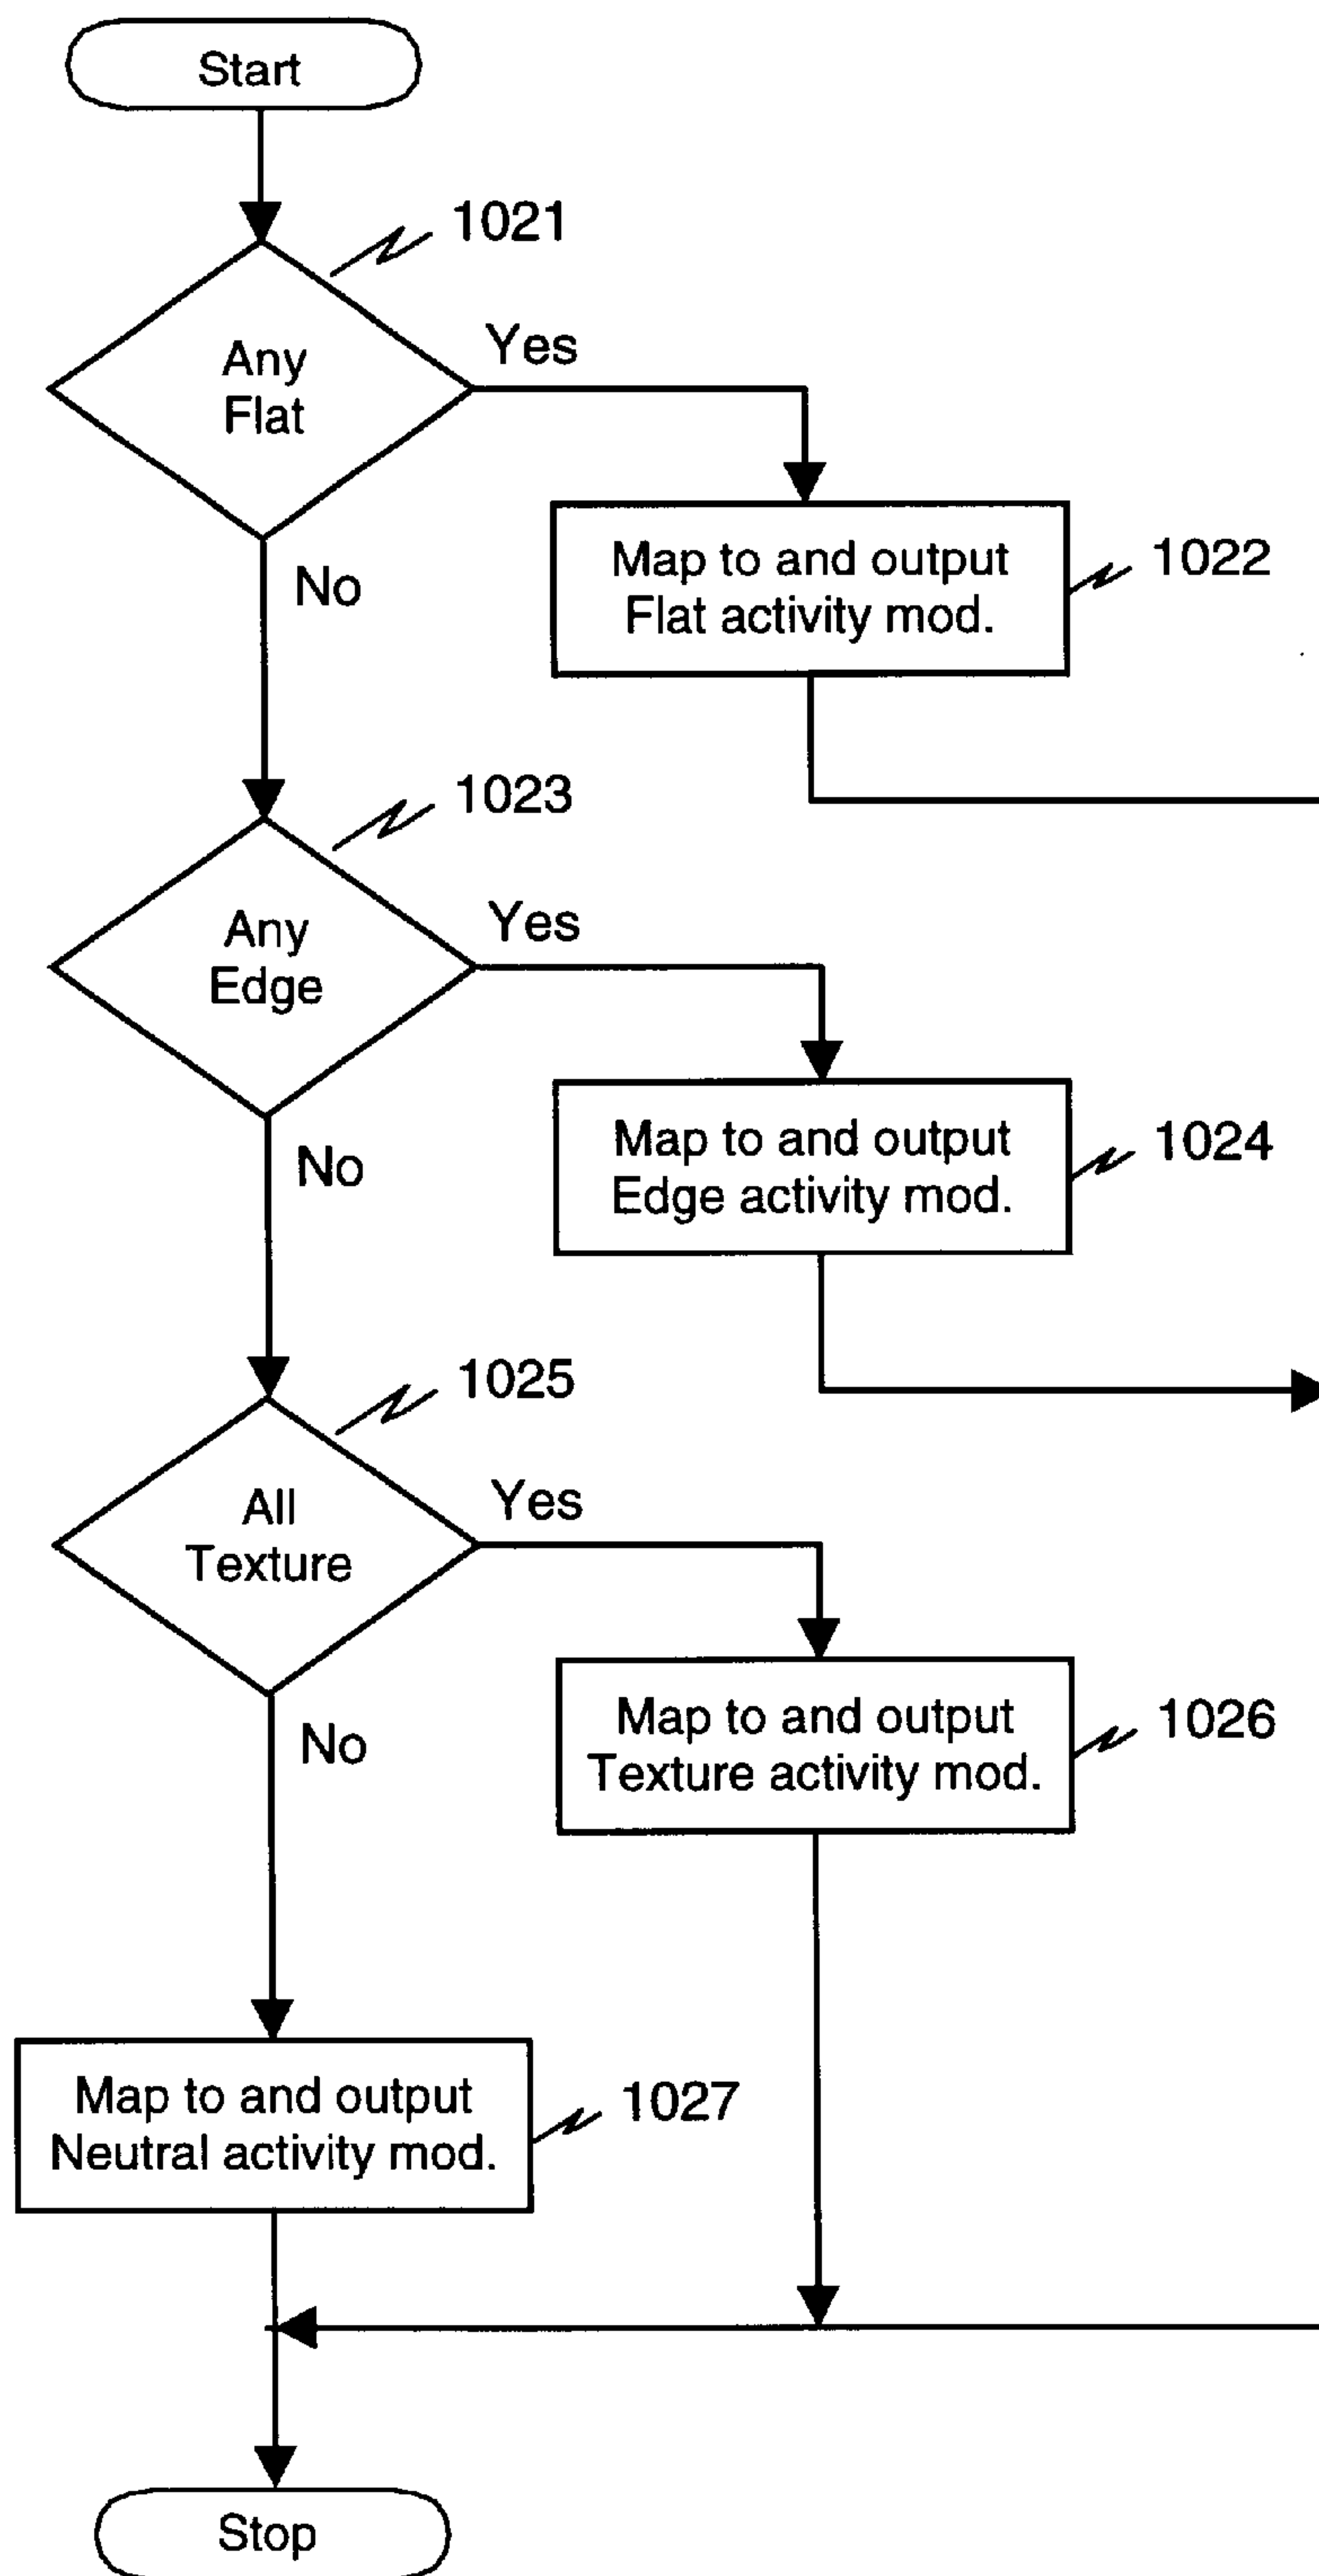 Start
1021
Any
Flat
Yes
No
Map to and output
Flat activity mod.
1022
1023
Any
Edge
Yes
No
Map to and output
Edge activity mod.
1024
1025
All
Texture
Yes
No
Map to and output
Texture activity mod.
1026
Map to and output
Neutral activity mod.
1027
Stop